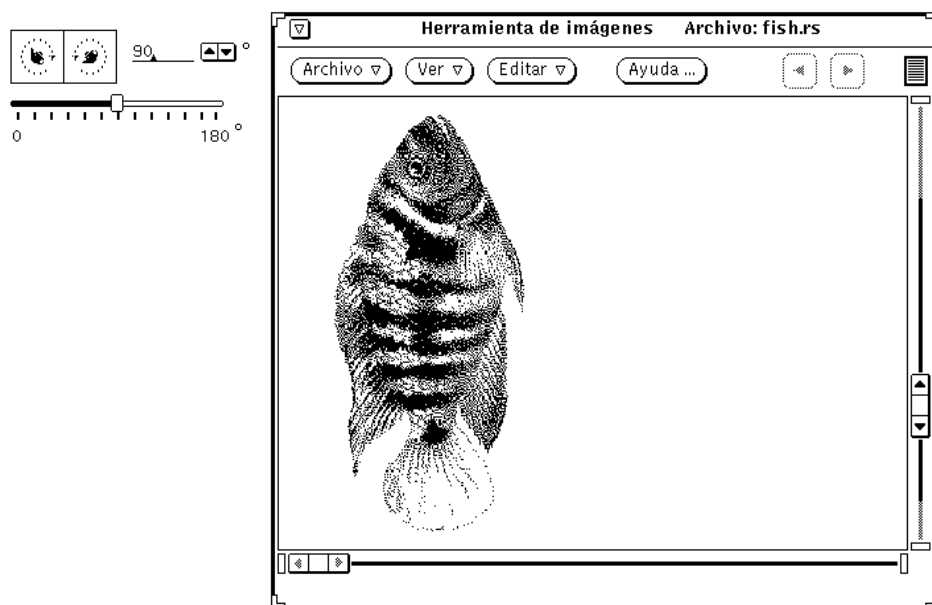 Herramienta de imágenes Archivo: fish.rs
Archivo Ver Editar Ayuda ...
90 °
0 180 °